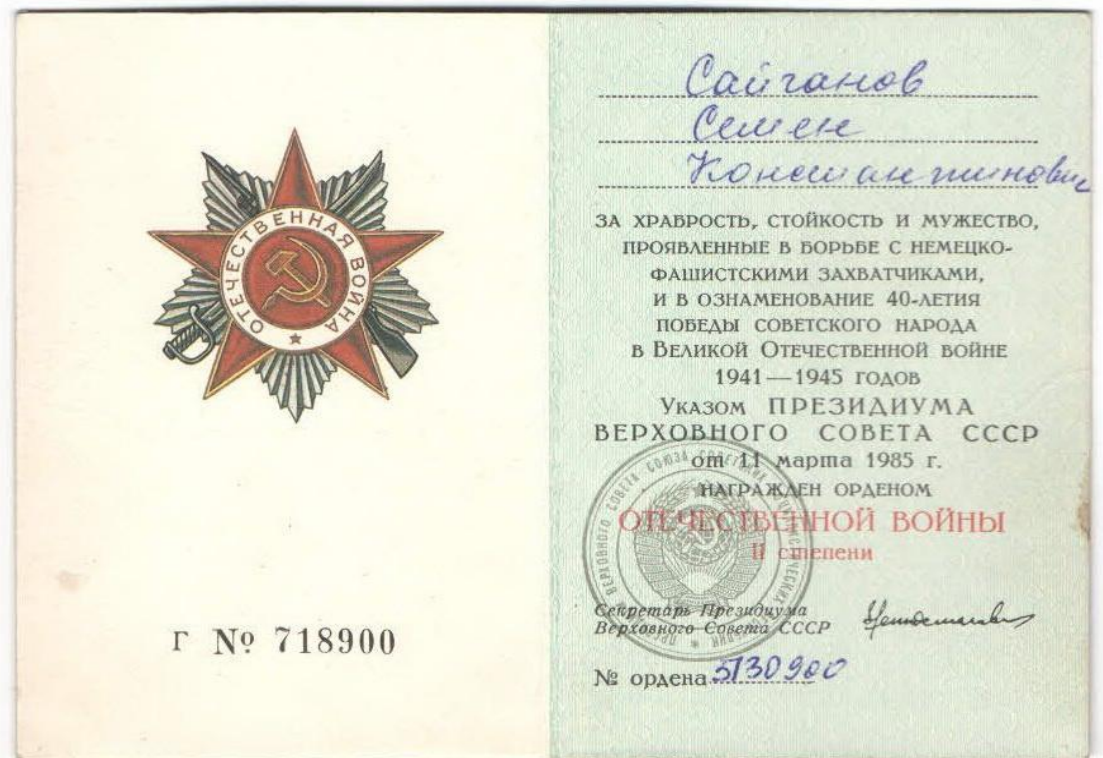 ОТЕЧЕСТВЕННАЯ ВОЙНА
Г № 718900
Сайганов
Семен
Константинович
ЗА ХРАБРОСТЬ, СТОЙКОСТЬ И МУЖЕСТВО,
ПРОЯВЛЕННЫЕ В БОРЬБЕ С НЕМЕЦКО-
ФАШИСТСКИМИ ЗАХВАТЧИКАМИ,
И В ОЗНАМЕНОВАНИЕ 40-ЛЕТИЯ
ПОБЕДЫ СОВЕТСКОГО НАРОДА
В ВЕЛИКОЙ ОТЕЧЕСТВЕННОЙ ВОЙНЕ
1941—1945 ГОДОВ
УКАЗОМ ПРЕЗИДИУМА
ВЕРХОВНОГО СОВЕТА СССР
от 11 марта 1985 г.
НАГРАЖДЕН ОРДЕНОМ
ОТЕЧЕСТВЕННОЙ ВОЙНЫ
II степени
Секретарь Президиума
Верховного Совета СССР
№ ордена 5130900